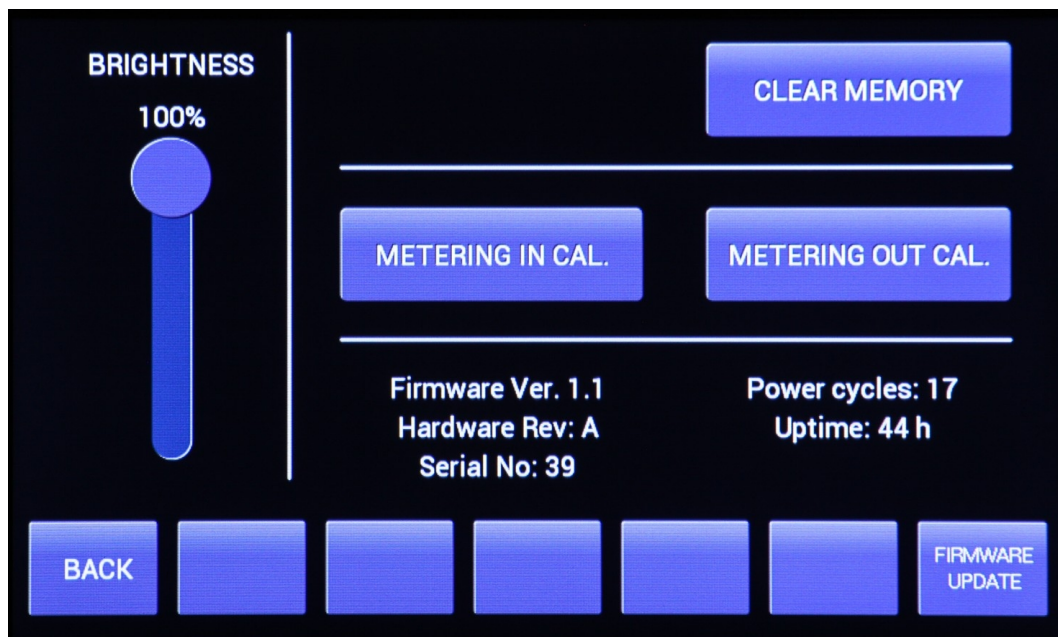 BRIGHTNESS
100%
CLEAR MEMORY
METERING IN CAL.
METERING OUT CAL.
Firmware Ver. 1.1
Hardware Rev: A
Serial No: 39
Power cycles: 17
Uptime: 44 h
BACK
FIRMWARE
UPDATE